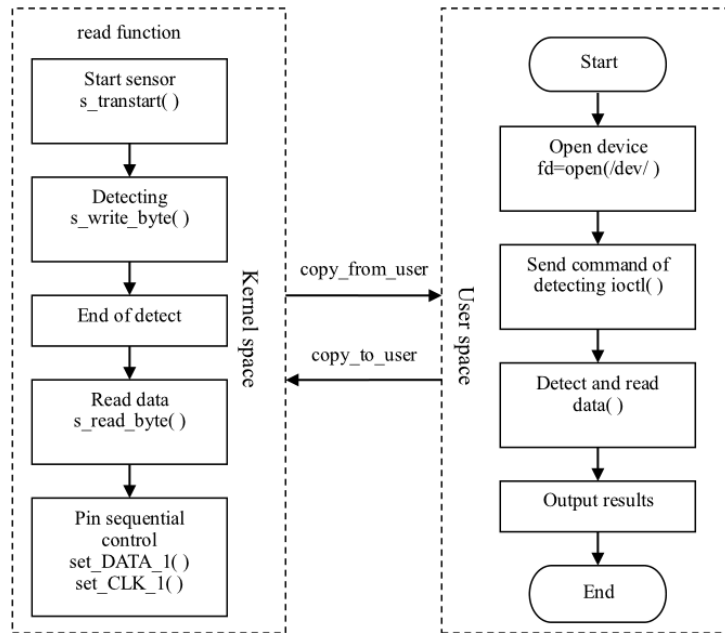 read function
Start sensor
s_transtart( )
Detecting
s_write_byte( )
End of detect
Read data
s_read_byte( )
Pin sequential
control
set_DATA_1( )
set_CLK_1( )
Kernel space
copy_from_user
copy_to_user
User space
Start
Open device
fd=open(/dev/ )
Send command of
detecting ioctl( )
Detect and read
data( )
Output results
End